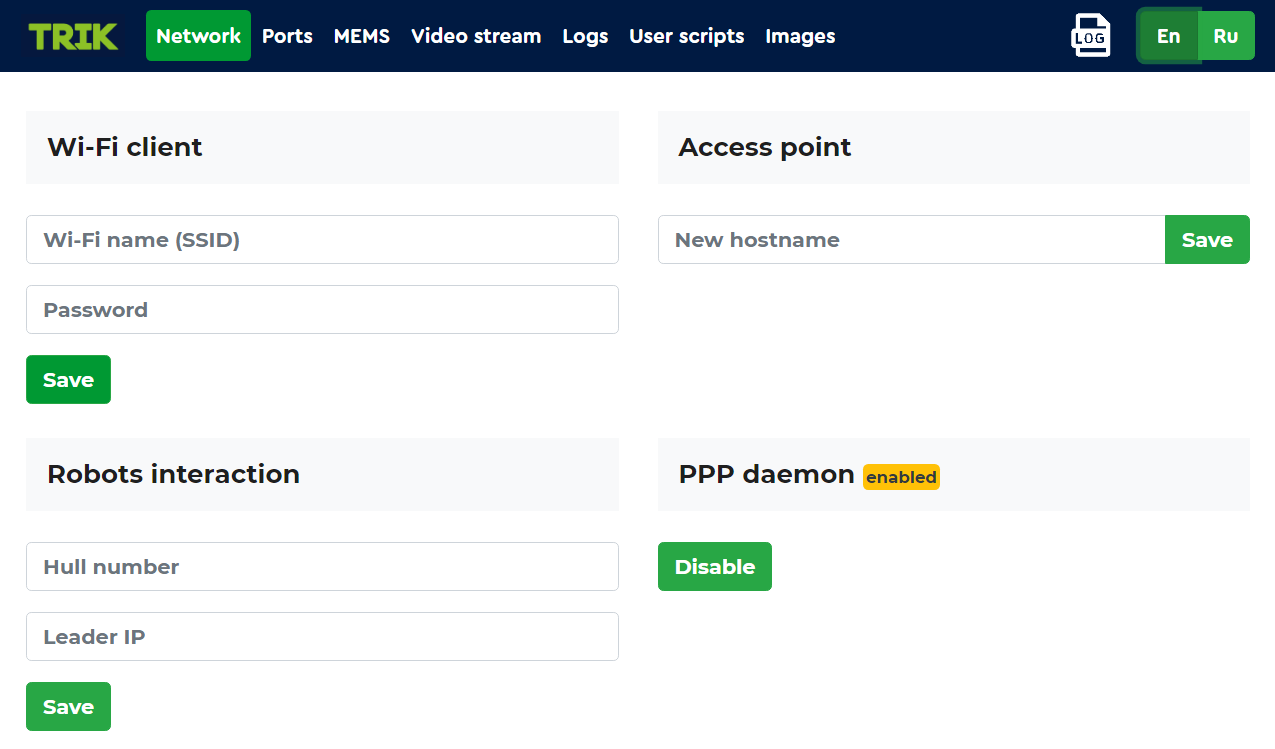 TRIK Network Ports MEMS Video stream Logs User scripts Images LOG En Ru
Wi-Fi client
Wi-Fi name (SSID)
Password
Save
Access point
New hostname Save
Robots interaction
Hull number
Leader IP
Save
PPP daemon enabled
Disable